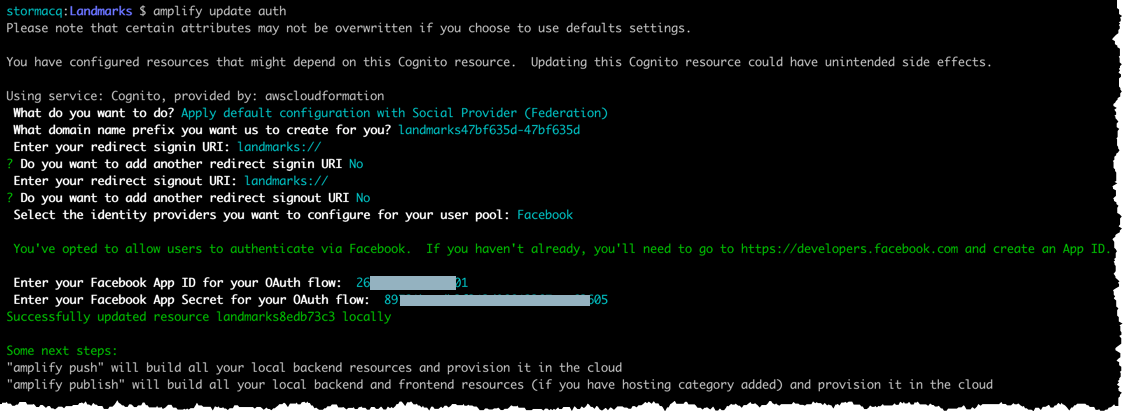 stormacq:Landmarks $ amplify update auth
Please note that certain attributes may not be overwritten if you choose to use defaults settings.
You have configured resources that might depend on this Cognito resource.  Updating this Cognito resource could have unintended side effects.
Using service: Cognito, provided by: awscloudformation
What do you want to do? Apply default configuration with Social Provider (Federation)
What domain name prefix you want us to create for you? landmarks47bf635d-47bf635d
Enter your redirect signin URI: landmarks://
? Do you want to add another redirect signin URI No
Enter your redirect signout URI: landmarks://
? Do you want to add another redirect signout URI No
Select the identity providers you want to configure for your user pool: Facebook
You've opted to allow users to authenticate via Facebook.  If you haven't already, you'll need to go to https://developers.facebook.com and create an App ID.
Enter your Facebook App ID for your OAuth flow:  26 01
Enter your Facebook App Secret for your OAuth flow:  89 605
Successfully updated resource landmarks8edb73c3 locally
Some next steps:
"amplify push" will build all your local backend resources and provision it in the cloud
"amplify publish" will build all your local backend and frontend resources (if you have hosting category added) and provision it in the cloud